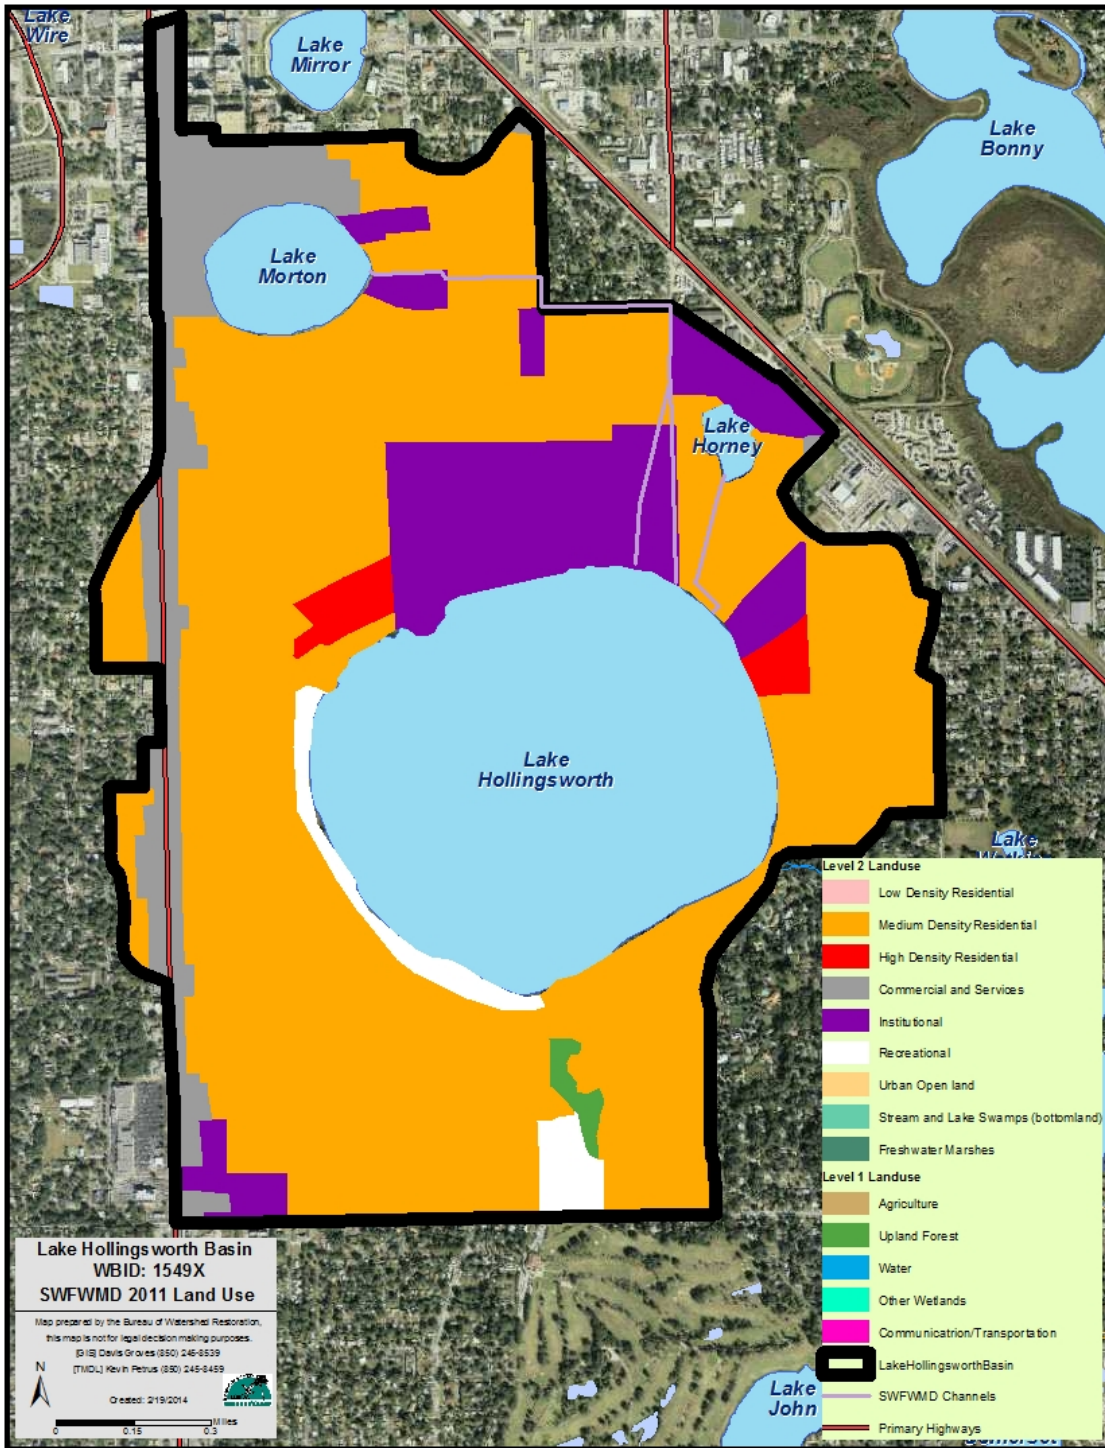 Lake
Wire
Lake
Mirror
Lake
Bonny
Lake
Morton
Lake
Horney
Lake
Hollingsworth
Lake
Level 2 Landuse
Low Density Residential
Medium Density Residential
High Density Residential
Commercial and Services
Institutional
Recreational
Urban Open land
Stream and Lake Swamps (bottomland)
Freshwater Marshes
Level 1 Landuse
Agriculture
Upland Forest
Water
Other Wetlands
Communicatrion/Transportation
LakeHollingsworthBasin
SWFWMD Channels
Primary Highways
Lake
John
Lake Hollingsworth Basin
WBID: 1549X
SWFWMD 2011 Land Use
Map prepared by the Bureau of Watershed Restoration,
this map is not for legal decision making purposes.
[GIS] Davis Groves (850) 245-8539
[TMDL] Kevin Petrus (850) 245-8459
N
Created: 2/19/2014
Miles
0 0.15 0.3